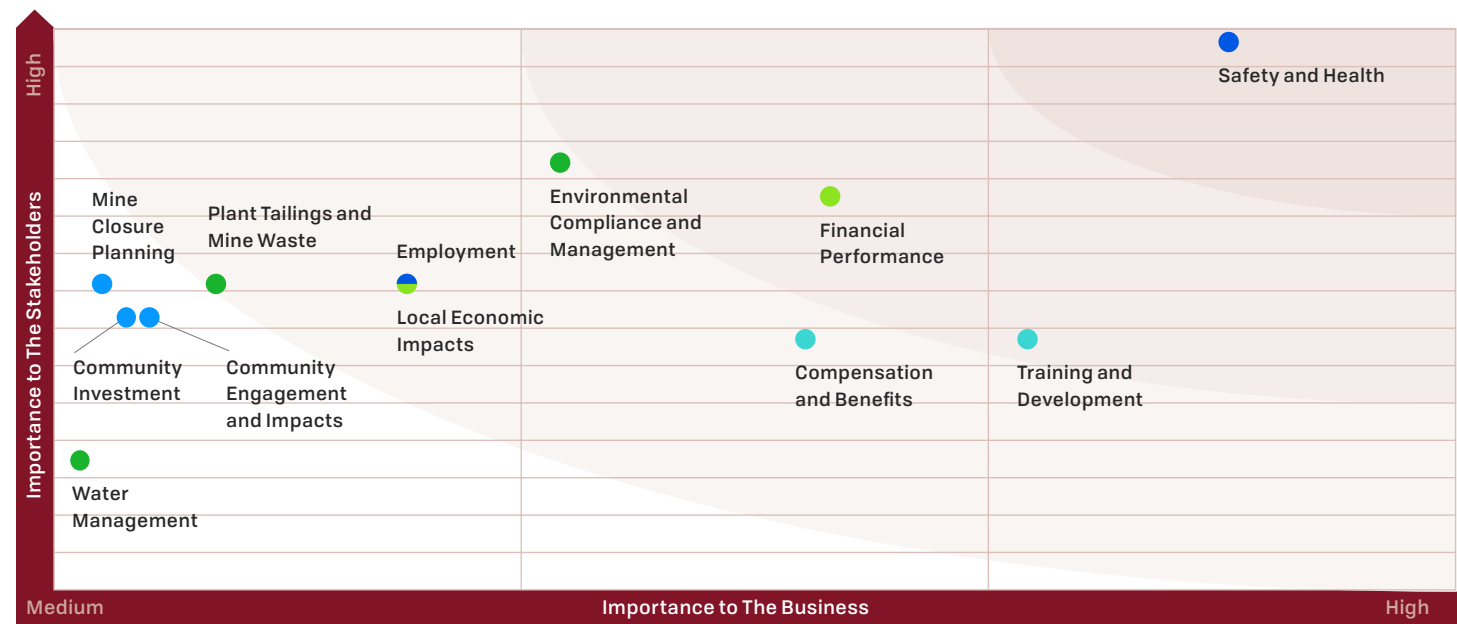 High
Importance to The Stakeholders
Safety and Health
Mine
Closure
Planning
Plant Tailings and
Mine Waste
Employment
Local Economic
Impacts
Environmental
Compliance and
Management
Financial
Performance
Community
Investment
Community
Engagement
and Impacts
Compensation
and Benefits
Training and
Development
Water
Management
Medium
Importance to The Business
High